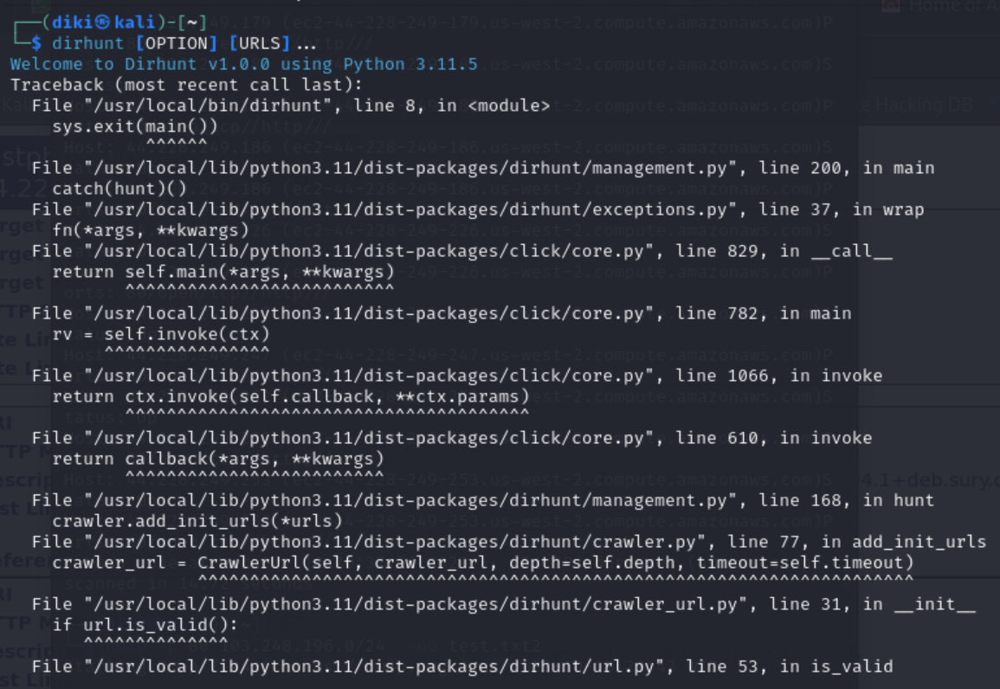 (diki㉿kali)-[~]
$ dirhunt [OPTION] [URLS]...
Welcome to Dirhunt v1.0.0 using Python 3.11.5
Traceback (most recent call last):
File "/usr/local/bin/dirhunt", line 8, in <module>
sys.exit(main())
^^^^^^
File "/usr/local/lib/python3.11/dist-packages/dirhunt/management.py", line 200, in main
catch(hunt)()
File "/usr/local/lib/python3.11/dist-packages/dirhunt/exceptions.py", line 37, in wrap
fn(*args, **kwargs)
File "/usr/local/lib/python3.11/dist-packages/click/core.py", line 829, in __call__
return self.main(*args, **kwargs)
^^^^^^^^^^^^^^^^^^^^^^^^^^
File "/usr/local/lib/python3.11/dist-packages/click/core.py", line 782, in main
rv = self.invoke(ctx)
^^^^^^^^^^^^^^^^
File "/usr/local/lib/python3.11/dist-packages/click/core.py", line 1066, in invoke
return ctx.invoke(self.callback, **ctx.params)
^^^^^^^^^^^^^^^^^^^^^^^^^^^^^^^^^^^^^^^
File "/usr/local/lib/python3.11/dist-packages/click/core.py", line 610, in invoke
return callback(*args, **kwargs)
^^^^^^^^^^^^^^^^^^^^^^^^^
File "/usr/local/lib/python3.11/dist-packages/dirhunt/management.py", line 168, in hunt
crawler.add_init_urls(*urls)
File "/usr/local/lib/python3.11/dist-packages/dirhunt/crawler.py", line 77, in add_init_urls
crawler_url = CrawlerUrl(self, crawler_url, depth=self.depth, timeout=self.timeout)
^^^^^^^^^^^^^^^^^^^^^^^^^^^^^^^^^^^^^^^^^^^^^^^^^^^^^^^^^^^^^^^^^^^^^
File "/usr/local/lib/python3.11/dist-packages/dirhunt/crawler_url.py", line 31, in __init__
if url.is_valid():
^^^^^^^^^^^^^^
File "/usr/local/lib/python3.11/dist-packages/dirhunt/url.py", line 53, in is_valid